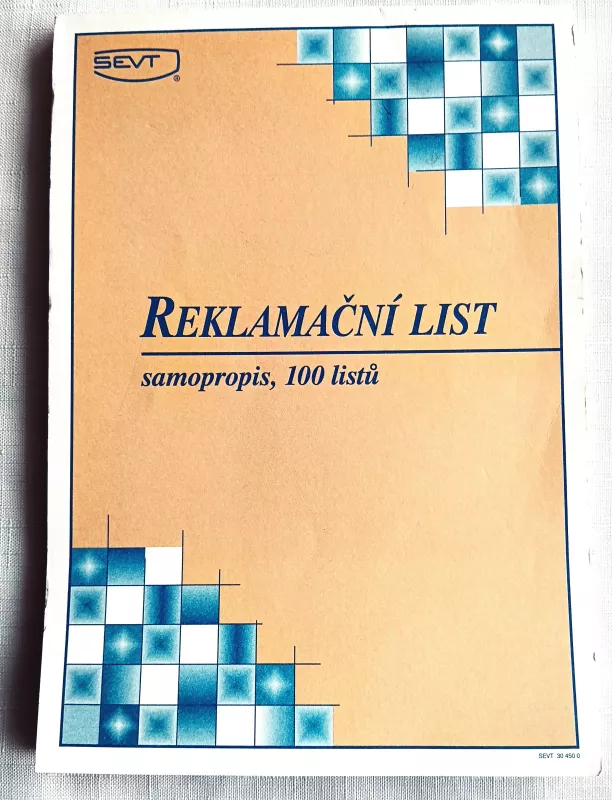 SEVT ®
REKLAMAČNÍ LIST
samopropis, 100 listů
SEVT 30 450 0